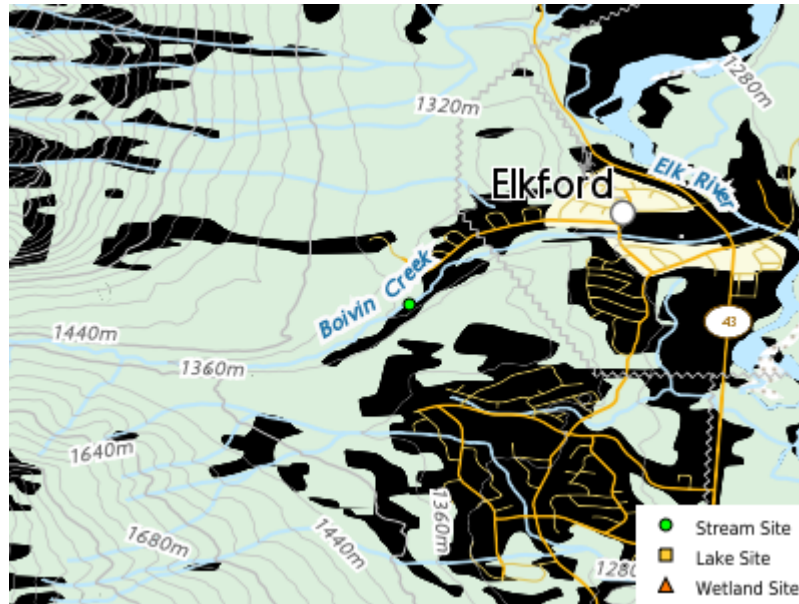 1280m
1320m
Elk River
Elkford
Boivin Creek
43
1440m
1360m
1640m
1360m
1440m
1680m
Stream Site
Lake Site
Wetland Site